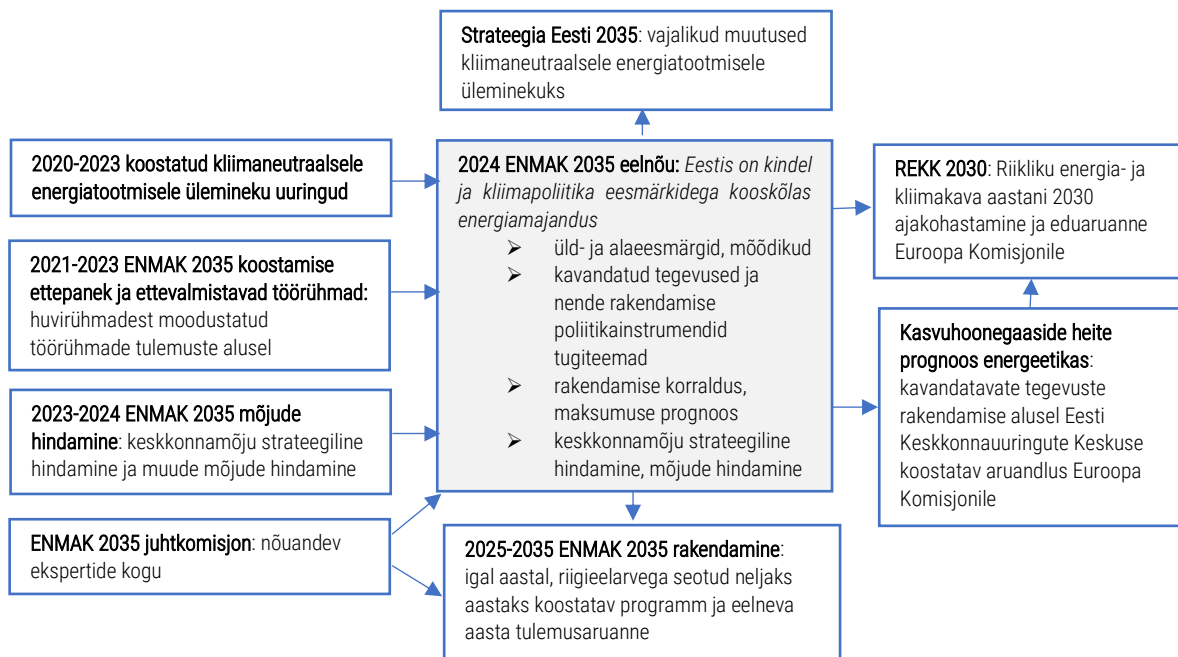 Strateegia Eesti 2035: vajalikud muutused
kliimaneutraalsele energiatootmisele
üleminekuks
2020-2023 koostatud kliimaneutraalsele
energiatootmisele ülemineku uuringud
2021-2023 ENMAK 2035 koostamise
ettepanek ja ettevalmistavad töörühmad:
huvirühmadest moodustatud
töörühmade tulemuste alusel
2023-2024 ENMAK 2035 mõjude
hindamine: keskkonnamõju strateegiline
hindamine ja muude mõjude hindamine
ENMAK 2035 juhtkomisjon: nõuandev
ekspertide kogu
2024 ENMAK 2035 eelnõu: Eestis on kindel
ja kliimapoliitika eesmärkidega kooskõlas
energiamajandus
➢ üld- ja alaeesmärgid, mõõdikud
➢ kavandatud tegevused ja
nende rakendamise
poliitikainstrumendid
tugiteemad
➢ rakendamise korraldus,
maksumuse prognoos
➢ keskkonnamõju strateegiline
hindamine, mõjude hindamine
2025-2035 ENMAK 2035 rakendamine:
igal aastal, riigieelarvega seotud neljaks
aastaks koostatav programm ja eelneva
aasta tulemusaruanne
REKK 2030: Riikliku energia- ja
kliimakava aastani 2030
ajakohastamine ja eduaruanne
Euroopa Komisjonile
Kasvuhoonegaaside heite
prognoos energeetikas:
kavandatavate tegevuste
rakendamise alusel Eesti
Keskkonnauuringute Keskuse
koostatav aruandlus Euroopa
Komisjonile